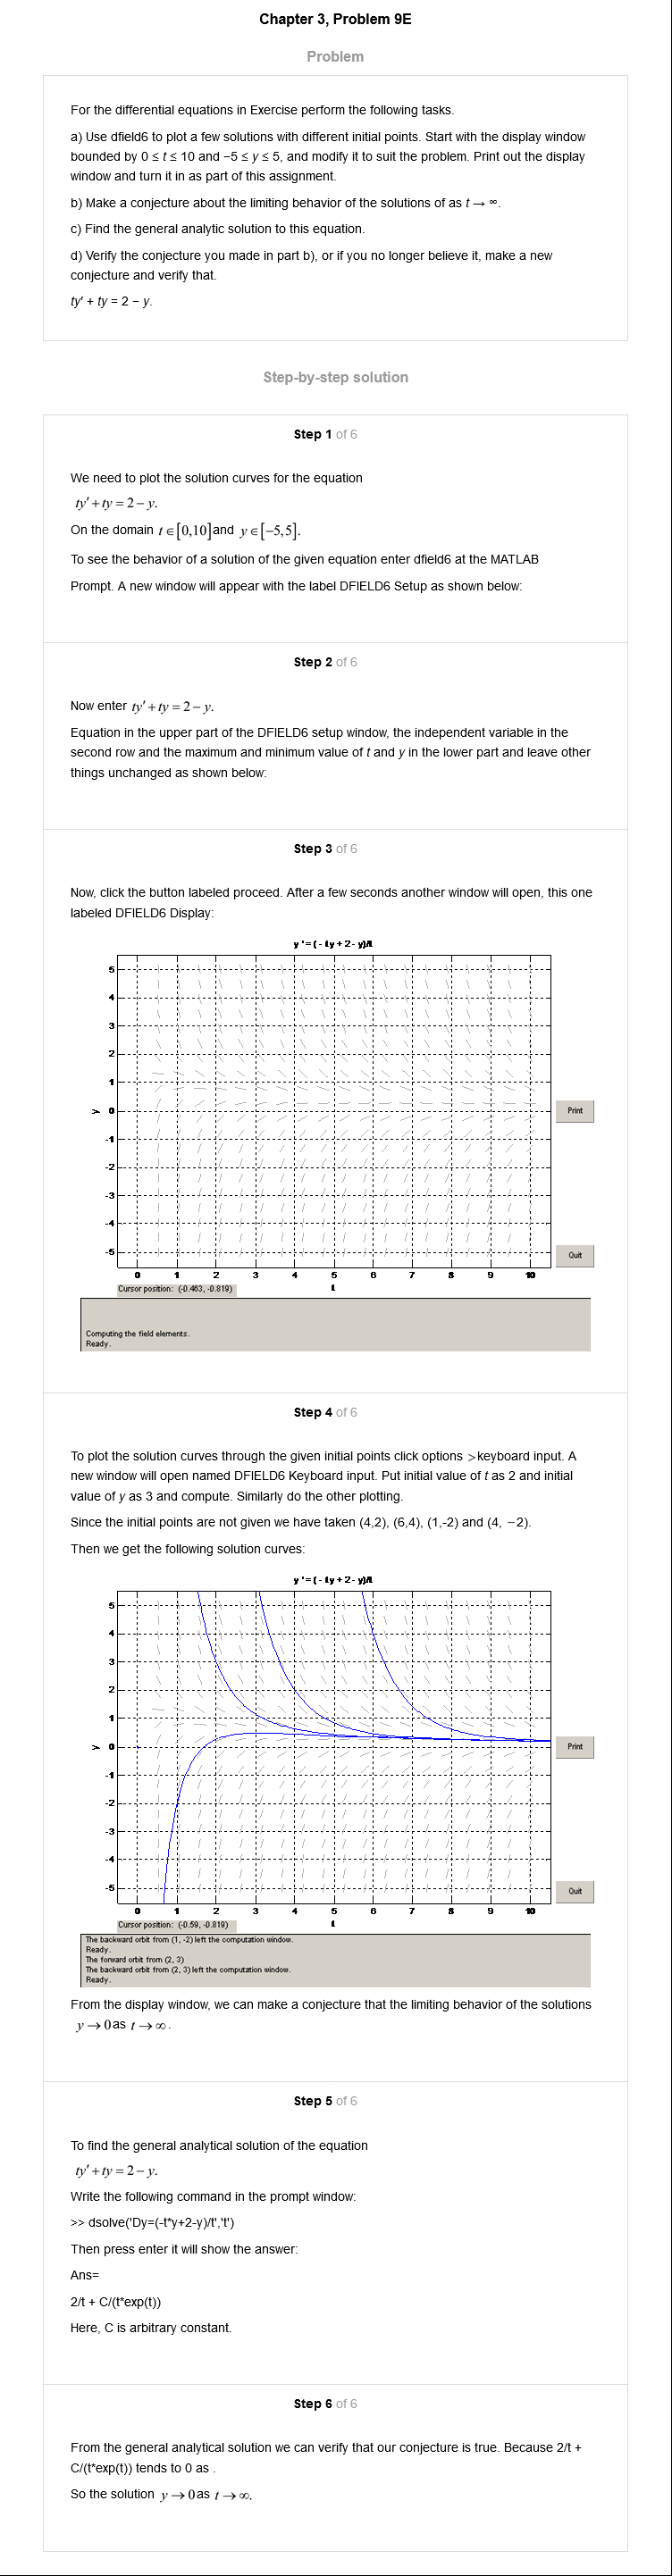 Chapter 3, Problem 9E
Problem
For the differential equations in Exercise perform the following tasks.
a) Use dfield6 to plot a few solutions with different initial points. Start with the display window
bounded by 0 ≤ t ≤ 10 and −5 ≤ y ≤ 5, and modify it to suit the problem. Print out the display
window and turn it in as part of this assignment.
b) Make a conjecture about the limiting behavior of the solutions of as t → ∞.
c) Find the general analytic solution to this equation.
d) Verify the conjecture you made in part b), or if you no longer believe it, make a new
conjecture and verify that.
ty′ + ty = 2 − y.
Step-by-step solution
Step 1 of 6
We need to plot the solution curves for the equation
ty′ + ty = 2 − y.
On the domain t ∈ [0,10] and y ∈ [−5,5].
To see the behavior of a solution of the given equation enter dfield6 at the MATLAB
Prompt. A new window will appear with the label DFIELD6 Setup as shown below:
Step 2 of 6
Now enter ty′ + ty = 2 − y.
Equation in the upper part of the DFIELD6 setup window, the independent variable in the
second row and the maximum and minimum value of t and y in the lower part and leave other
things unchanged as shown below:
Step 3 of 6
Now, click the button labeled proceed. After a few seconds another window will open, this one
labeled DFIELD6 Display:
y ' = ( - t y + 2 - y)/t
5
4
3
2
1
y 0
Print
-1
-2
-3
-4
-5
Quit
0 1 2 3 4 5 6 7 8 9 10
Cursor position: (-0.463, -0.819)
t
Computing the field elements.
Ready.
Step 4 of 6
To plot the solution curves through the given initial points click options >keyboard input. A
new window will open named DFIELD6 Keyboard input. Put initial value of t as 2 and initial
value of y as 3 and compute. Similarly do the other plotting.
Since the initial points are not given we have taken (4,2), (6,4), (1,-2) and (4, −2).
Then we get the following solution curves:
y ' = ( - t y + 2 - y)/t
5
4
3
2
1
y 0
Print
-1
-2
-3
-4
-5
Quit
0 1 2 3 4 5 6 7 8 9 10
Cursor position: (-0.59, -0.819)
t
The backward orbit from (1, -2) left the computation window.
Ready.
The forward orbit from (2, 3)
The backward orbit from (2, 3) left the computation window.
Ready.
From the display window, we can make a conjecture that the limiting behavior of the solutions
y → 0 as t → ∞.
Step 5 of 6
To find the general analytical solution of the equation
ty′ + ty = 2 − y.
Write the following command in the prompt window:
>> dsolve('Dy=(-t*y+2-y)/t','t')
Then press enter it will show the answer:
Ans=
2/t + C/(t*exp(t))
Here, C is arbitrary constant.
Step 6 of 6
From the general analytical solution we can verify that our conjecture is true. Because 2/t +
C/(t*exp(t)) tends to 0 as .
So the solution y → 0 as t → ∞.